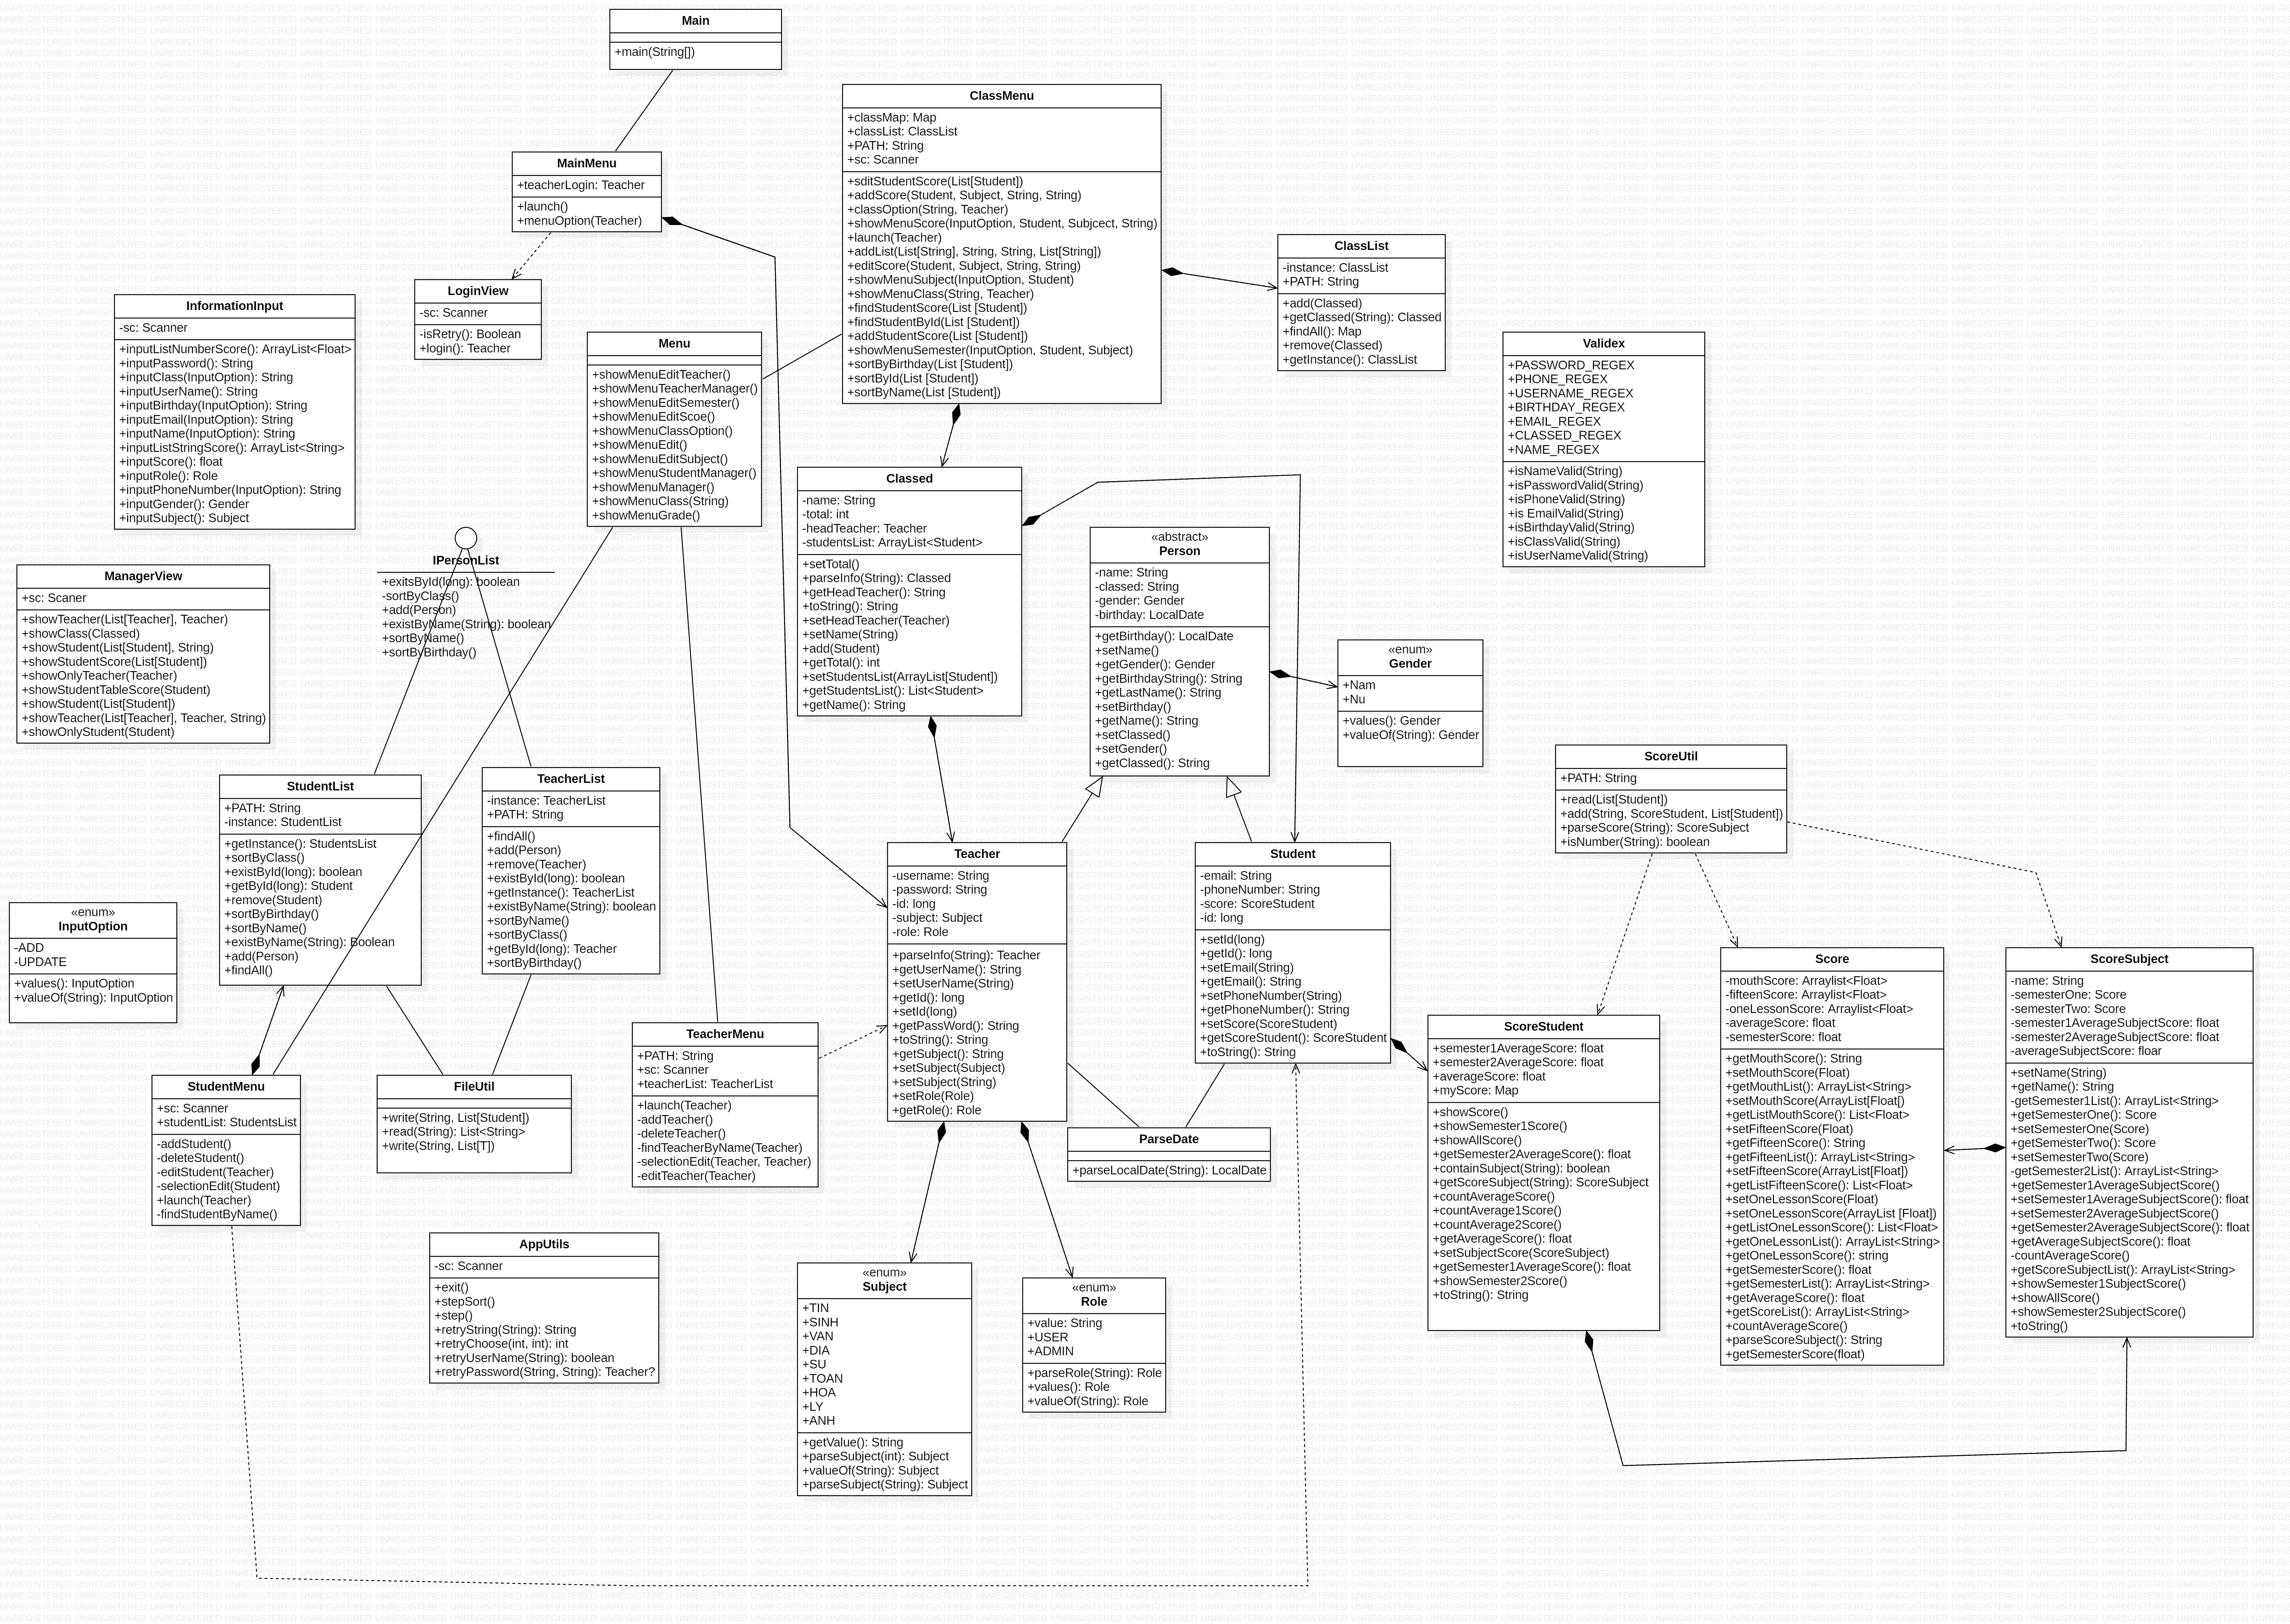 Main
+main(String[])
ClassMenu
+classMap: Map
+classList: ClassList
+PATH: String
+sc: Scanner
+sditStudentScore(List[Student])
+addScore(Student, Subject, String, String)
+classOption(String, Teacher)
+showMenuScore(InputOption, Student, Subjcect, String)
+launch(Teacher)
+addList(List[String], String, String, List[String])
+editScore(Student, Subject, String, String)
+showMenuSubject(InputOption, Student)
+showMenuClass(String, Teacher)
+findStudentScore(List [Student])
+findStudentById(List [Student])
+addStudentScore(List [Student])
+showMenuSemester(InputOption, Student, Subject)
+sortByBirthday(List [Student])
+sortById(List [Student])
+sortByName(List [Student])
MainMenu
+teacherLogin: Teacher
+launch()
+menuOption(Teacher)
ClassList
-instance: ClassList
+PATH: String
+add(Classed)
+getClassed(String): Classed
+findAll(): Map
+remove(Classed)
+getInstance(): ClassList
LoginView
-sc: Scanner
-isRetry(): Boolean
+login(): Teacher
InformationInput
-sc: Scanner
+inputListNumberScore(): ArrayList<Float>
+inputPassword(): String
+inputClass(InputOption): String
+inputUserName(): String
+inputBirthday(InputOption): String
+inputEmail(InputOption): String
+inputName(InputOption): String
+inputListStringScore(): ArrayList<String>
+inputScore(): float
+inputRole(): Role
+inputPhoneNumber(InputOption): String
+inputGender(): Gender
+inputSubject(): Subject
Menu
+showMenuEditTeacher()
+showMenuTeacherManager()
+showMenuEditSemester()
+showMenuEditScoe()
+showMenuClassOption()
+showMenuEdit()
+showMenuEditSubject()
+showMenuStudentManager()
+showMenuManager()
+showMenuClass(String)
+showMenuGrade()
Validex
+PASSWORD_REGEX
+PHONE_REGEX
+USERNAME_REGEX
+BIRTHDAY_REGEX
+EMAIL_REGEX
+CLASSED_REGEX
+NAME_REGEX
+isNameValid(String)
+isPasswordValid(String)
+isPhoneValid(String)
+is EmailValid(String)
+isBirthdayValid(String)
+isClassValid(String)
+isUserNameValid(String)
Classed
-name: String
-total: int
-headTeacher: Teacher
-studentsList: ArrayList<Student>
+setTotal()
+parseInfo(String): Classed
+getHeadTeacher(): String
+toString(): String
+setHeadTeacher(Teacher)
+setName(String)
+add(Student)
+getTotal(): int
+setStudentsList(ArrayList[Student])
+getStudentsList(): List<Student>
+getName(): String
«abstract»
Person
-name: String
-classed: String
-gender: Gender
-birthday: LocalDate
+getBirthday(): LocalDate
+setName()
+getGender(): Gender
+getBirthdayString(): String
+getLastName(): String
+setBirthday()
+getName(): String
+setClassed()
+setGender()
+getClassed(): String
IPersonList
+exitsById(long): boolean
-sortByClass()
+add(Person)
+existByName(String): boolean
+sortByName()
+sortByBirthday()
ManagerView
+sc: Scaner
+showTeacher(List[Teacher], Teacher)
+showClass(Classed)
+showStudent(List[Student], String)
+showStudentScore(List[Student])
+showOnlyTeacher(Teacher)
+showStudentTableScore(Student)
+showStudent(List[Student])
+showTeacher(List[Teacher], Teacher, String)
+showOnlyStudent(Student)
«enum»
Gender
+Nam
+Nu
+values(): Gender
+valueOf(String): Gender
ScoreUtil
+PATH: String
+read(List[Student])
+add(String, ScoreStudent, List[Student])
+parseScore(String): ScoreSubject
+isNumber(String): boolean
StudentList
+PATH: String
-instance: StudentList
+getInstance(): StudentsList
+sortByClass()
+existById(long): boolean
+getById(long): Student
+remove(Student)
+sortByBirthday()
+sortByName()
+existByName(String): Boolean
+add(Person)
+findAll()
TeacherList
-instance: TeacherList
+PATH: String
+findAll()
+add(Person)
+remove(Teacher)
+existById(long): boolean
+getInstance(): TeacherList
+existByName(String): boolean
+sortByName()
+sortByClass()
+getById(long): Teacher
+sortByBirthday()
Teacher
-username: String
-password: String
-id: long
-subject: Subject
-role: Role
+parseInfo(String): Teacher
+getUserName(): String
+setUserName(String)
+getId(): long
+setId(long)
+getPassWord(): String
+toString(): String
+getSubject(): String
+setSubject(Subject)
+setSubject(String)
+setRole(Role)
+getRole(): Role
Student
-email: String
-phoneNumber: String
-score: ScoreStudent
-id: long
+setId(long)
+getId(): long
+setEmail(String)
+getEmail(): String
+setPhoneNumber(String)
+getPhoneNumber(): String
+setScore(ScoreStudent)
+getScoreStudent(): ScoreStudent
+toString(): String
«enum»
InputOption
-ADD
-UPDATE
+values(): InputOption
+valueOf(String): InputOption
Score
-mouthScore: Arraylist<Float>
-fifteenScore: Arraylist<Float>
-oneLessonScore: Arraylist<Float>
-averageScore: float
-semesterScore: float
+getMouthScore(): String
+setMouthScore(Float)
+getMouthList(): ArrayList<String>
+setMouthScore(ArrayList[Float[)
+getListMouthScore(): List<Float>
+setFifteenScore(Float)
+getFifteenScore(): String
+getFifteenList(): ArrayList<String>
+setFifteenScore(ArrayList[Float])
+getListFifteenScore(): List<Float>
+setOneLessonScore(Float)
+setOneLessonScore(ArrayList [Float])
+getListOneLessonScore(): List<Float>
+getOneLessonList(): ArrayList<String>
+getOneLessonScore(): string
+getSemesterScore(): float
+getSemesterList(): ArrayList<String>
+getAverageScore(): float
+getScoreList(): ArrayList<String>
+countAverageScore()
+parseScoreSubject(): String
+getSemesterScore(float)
ScoreSubject
-name: String
-semesterOne: Score
-semesterTwo: Score
-semester1AverageSubjectScore: float
-semester2AverageSubjectScore: float
-averageSubjectScore: floar
+setName(String)
+getName(): String
-getSemester1List(): ArrayList<String>
+getSemesterOne(): Score
+setSemesterOne(Score)
+getSemesterTwo(): Score
+setSemesterTwo(Score)
-getSemester2List(): ArrayList<String>
+getSemester1AverageSubjectScore()
+setSemester1AverageSubjectScore(): float
+setSemester2AverageSubjectScore()
+getSemester2AverageSubjectScore(): float
+getAverageSubjectScore(): float
-countAverageScore()
+getScoreSubjectList(): ArrayList<String>
+showSemester1SubjectScore()
+showAllScore()
+showSemester2SubjectScore()
+toString()
ScoreStudent
+semester1AverageScore: float
+semester2AverageScore: float
+averageScore: float
+myScore: Map
+showScore()
+showSemester1Score()
+showAllScore()
+getSemester2AverageScore(): float
+containSubject(String): boolean
+getScoreSubject(String): ScoreSubject
+countAverageScore()
+countAverage1Score()
+countAverage2Score()
+getAverageScore(): float
+setSubjectScore(ScoreSubject)
+getSemester1AverageScore(): float
+showSemester2Score()
+toString(): String
TeacherMenu
+PATH: String
+sc: Scanner
+teacherList: TeacherList
+launch(Teacher)
-addTeacher()
-deleteTeacher()
-findTeacherByName(Teacher)
-selectionEdit(Teacher, Teacher)
-editTeacher(Teacher)
StudentMenu
+sc: Scanner
+studentList: StudentsList
-addStudent()
-deleteStudent()
-editStudent(Teacher)
-selectionEdit(Student)
+launch(Teacher)
-findStudentByName()
FileUtil
+write(String, List[Student])
+read(String): List<String>
+write(String, List[T])
ParseDate
+parseLocalDate(String): LocalDate
AppUtils
-sc: Scanner
+exit()
+stepSort()
+step()
+retryString(String): String
+retryChoose(int, int): int
+retryUserName(String): boolean
+retryPassword(String, String): Teacher?
«enum»
Subject
+TIN
+SINH
+VAN
+DIA
+SU
+TOAN
+HOA
+LY
+ANH
+getValue(): String
+parseSubject(int): Subject
+valueOf(String): Subject
+parseSubject(String): Subject
«enum»
Role
+value: String
+USER
+ADMIN
+parseRole(String): Role
+values(): Role
+valueOf(String): Role